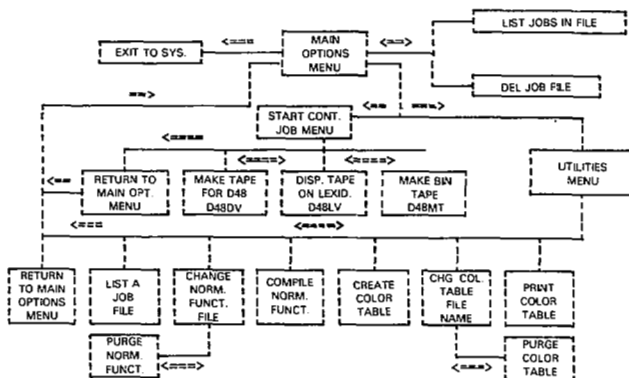 LIST JOBS IN FILE
MAIN
OPTIONS
MENU
<===
<==>
EXIT TO SYS.
DEL JOB FILE
==>
<== ===>
START CONT.
JOB MENU
<====
<====>
<====>
UTILITIES
MENU
<==
RETURN TO
MAIN OPT.
MENU
MAKE TAPE
FOR D48
D48DV
DISP. TAPE
ON LEXID.
D48LV
MAKE BIN
TAPE
D48MT
<===
<====>
RETURN
TO MAIN
OPTIONS
MENU
LIST A
JOB
FILE
CHANGE
NORM.
FUNCT.
FILE
COMPILE
NORM.
FUNCT.
CREATE
COLOR
TABLE
CHG COL.
TABLE
FILE
NAME
PRINT
COLOR
TABLE
PURGE
NORM.
FUNCT.
<===>
<===>
PURGE
COLOR
TABLE